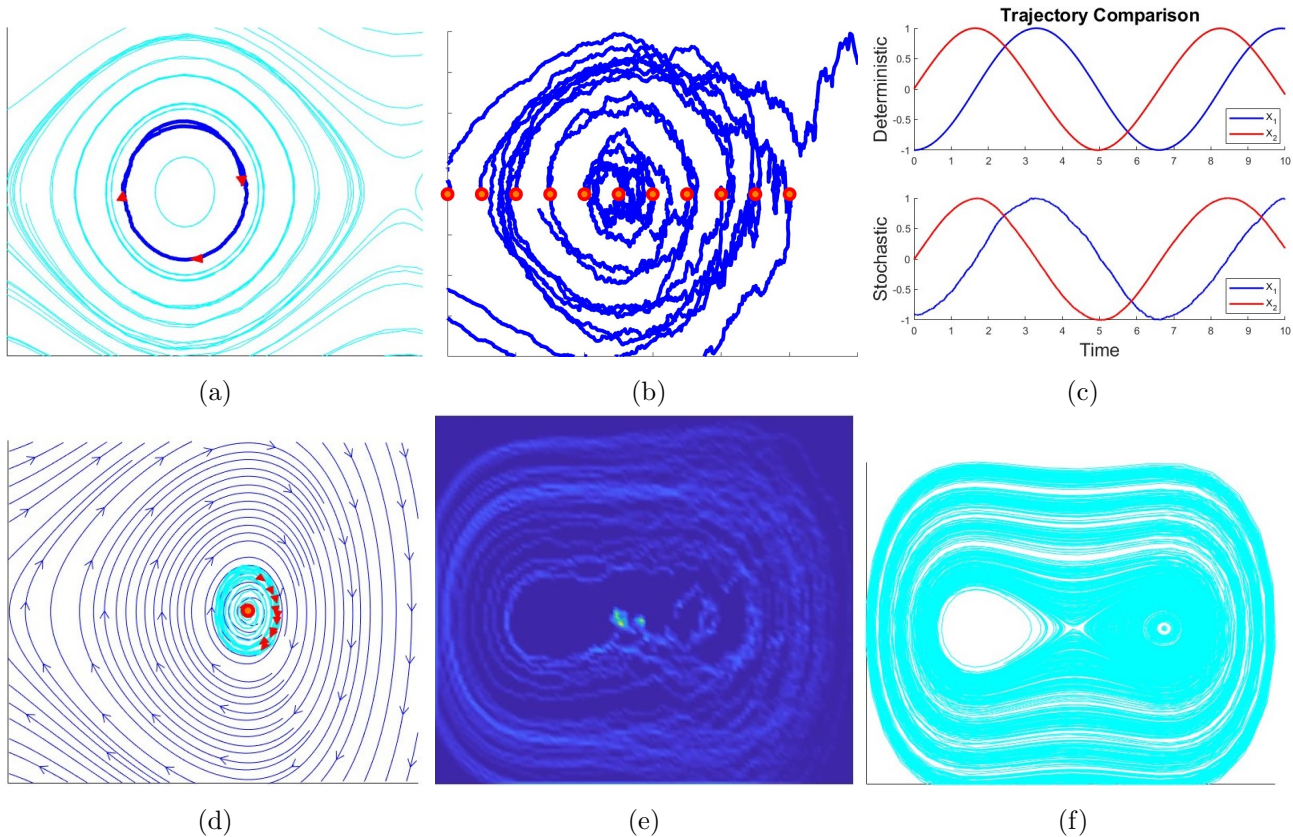 Trajectory Comparison
Deterministic
1
0.5
0
-0.5
-1
0 1 2 3 4 5 6 7 8 9 10
X₁
X₂
Stochastic
1
0.5
0
-0.5
-1
0 1 2 3 4 5 6 7 8 9 10
X₁
X₂
Time
(a) (b) (c)
(d) (e) (f)